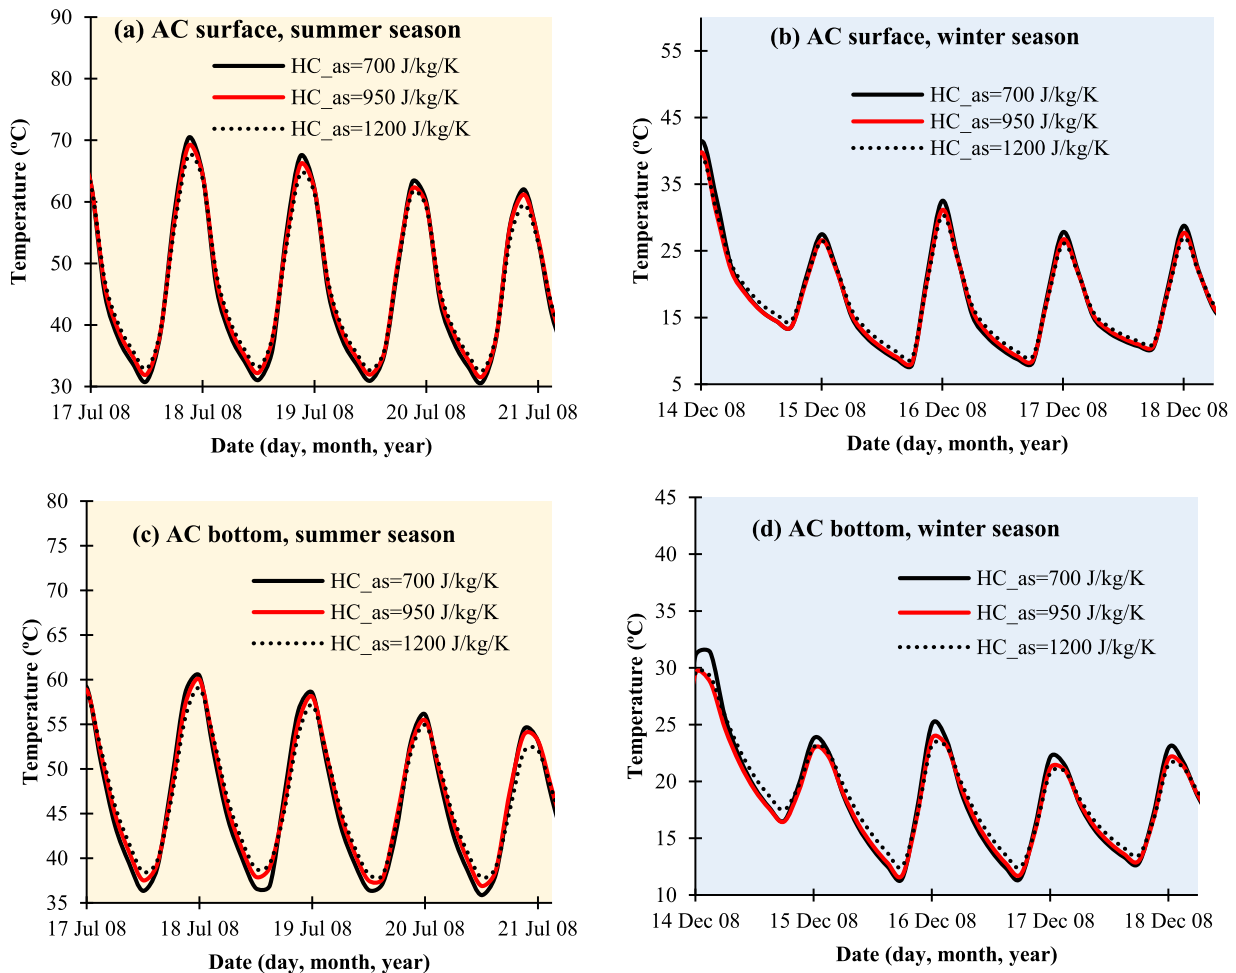 (a) AC surface, summer season
HC_as=700 J/kg/K
HC_as=950 J/kg/K
HC_as=1200 J/kg/K
Temperature (ºC)
90
80
70
60
50
40
30
17 Jul 08 18 Jul 08 19 Jul 08 20 Jul 08 21 Jul 08
Date (day, month, year)
(b) AC surface, winter season
HC_as=700 J/kg/K
HC_as=950 J/kg/K
HC_as=1200 J/kg/K
Temperature (ºC)
55
45
35
25
15
5
14 Dec 08 15 Dec 08 16 Dec 08 17 Dec 08 18 Dec 08
Date (day, month, year)
(c) AC bottom, summer season
HC_as=700 J/kg/K
HC_as=950 J/kg/K
HC_as=1200 J/kg/K
Temperature (ºC)
80
75
70
65
60
55
50
45
40
35
17 Jul 08 18 Jul 08 19 Jul 08 20 Jul 08 21 Jul 08
Date (day, month, year)
(d) AC bottom, winter season
HC_as=700 J/kg/K
HC_as=950 J/kg/K
HC_as=1200 J/kg/K
Temperature (ºC)
45
40
35
30
25
20
15
10
14 Dec 08 15 Dec 08 16 Dec 08 17 Dec 08 18 Dec 08
Date (day, month, year)